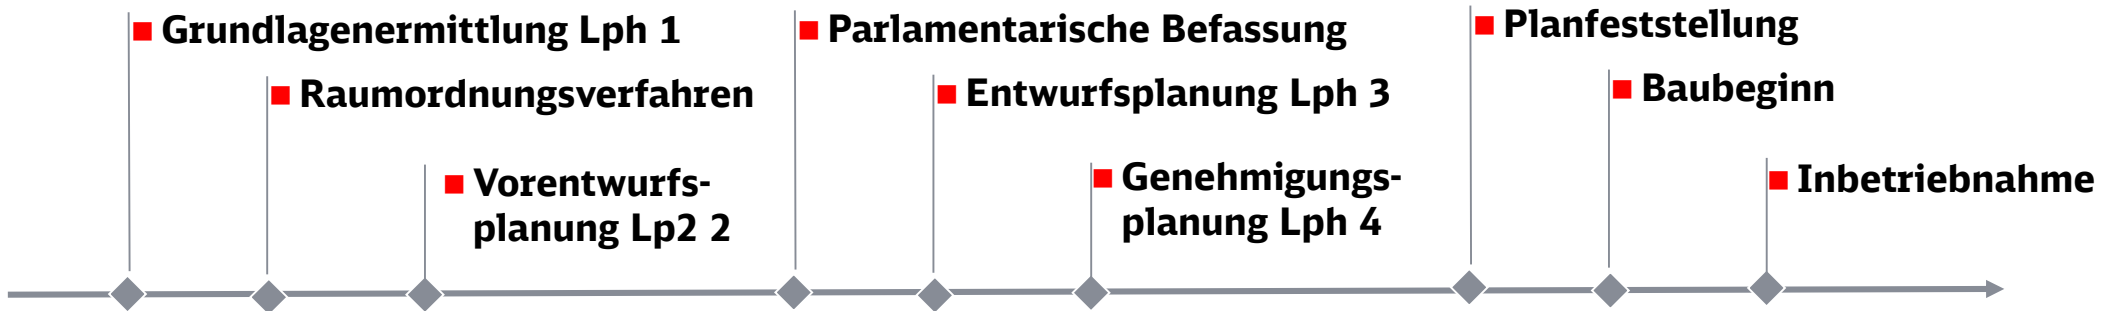 Grundlagenermittlung Lph 1
Raumordnungsverfahren
Vorentwurfs-
planung Lp2 2
Parlamentarische Befassung
Entwurfsplanung Lph 3
Genehmigungs-
planung Lph 4
Planfeststellung
Baubeginn
Inbetriebnahme